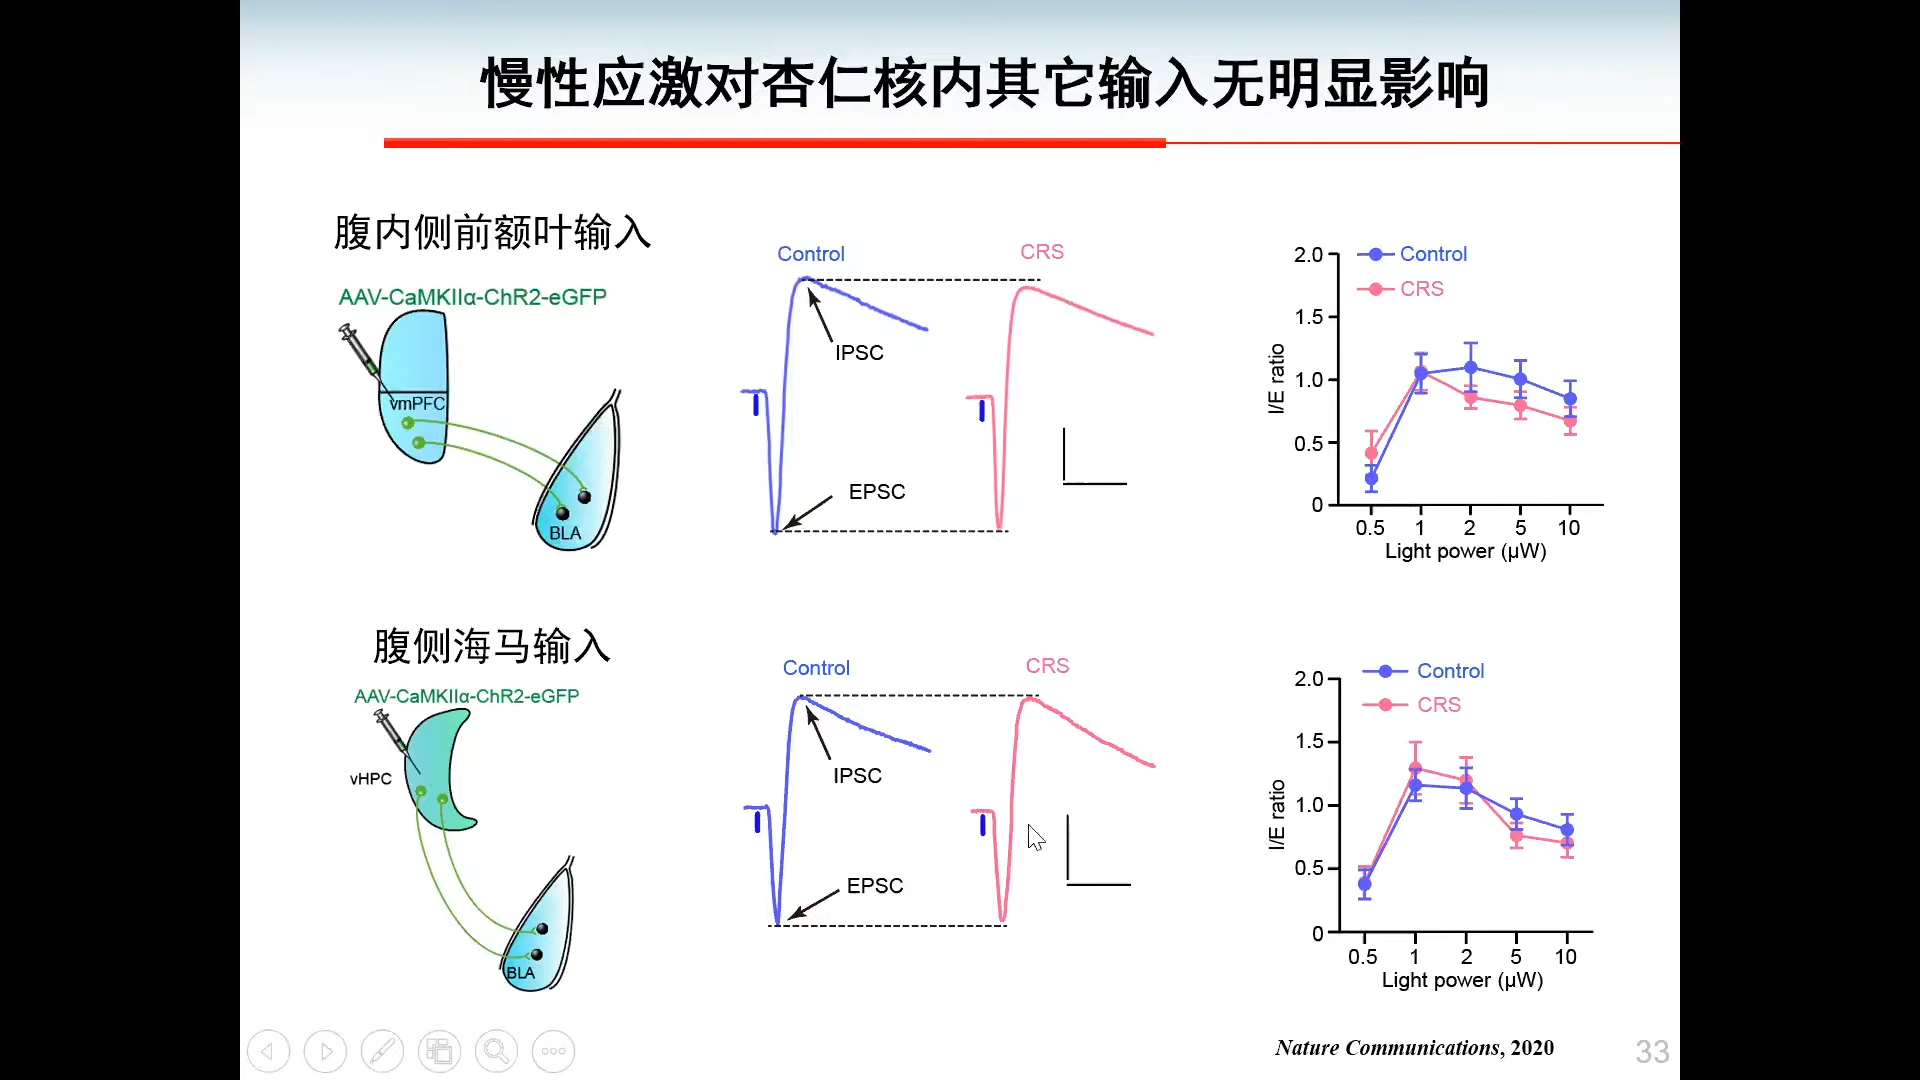 慢性应激对杏仁核内其它输入无明显影响
腹内侧前额叶输入
AAV-CaMKIIα-ChR2-eGFP
vmPFC
BLA
Control
CRS
IPSC
EPSC
2.0
1.5
1.0
0.5
0
I/E ratio
Control
CRS
0.5 1 2 5 10
Light power (μW)
腹侧海马输入
AAV-CaMKIIα-ChR2-eGFP
vHPC
BLA
Control
CRS
IPSC
EPSC
2.0
1.5
1.0
0.5
0
I/E ratio
Control
CRS
0.5 1 2 5 10
Light power (μW)
Nature Communications, 2020
33